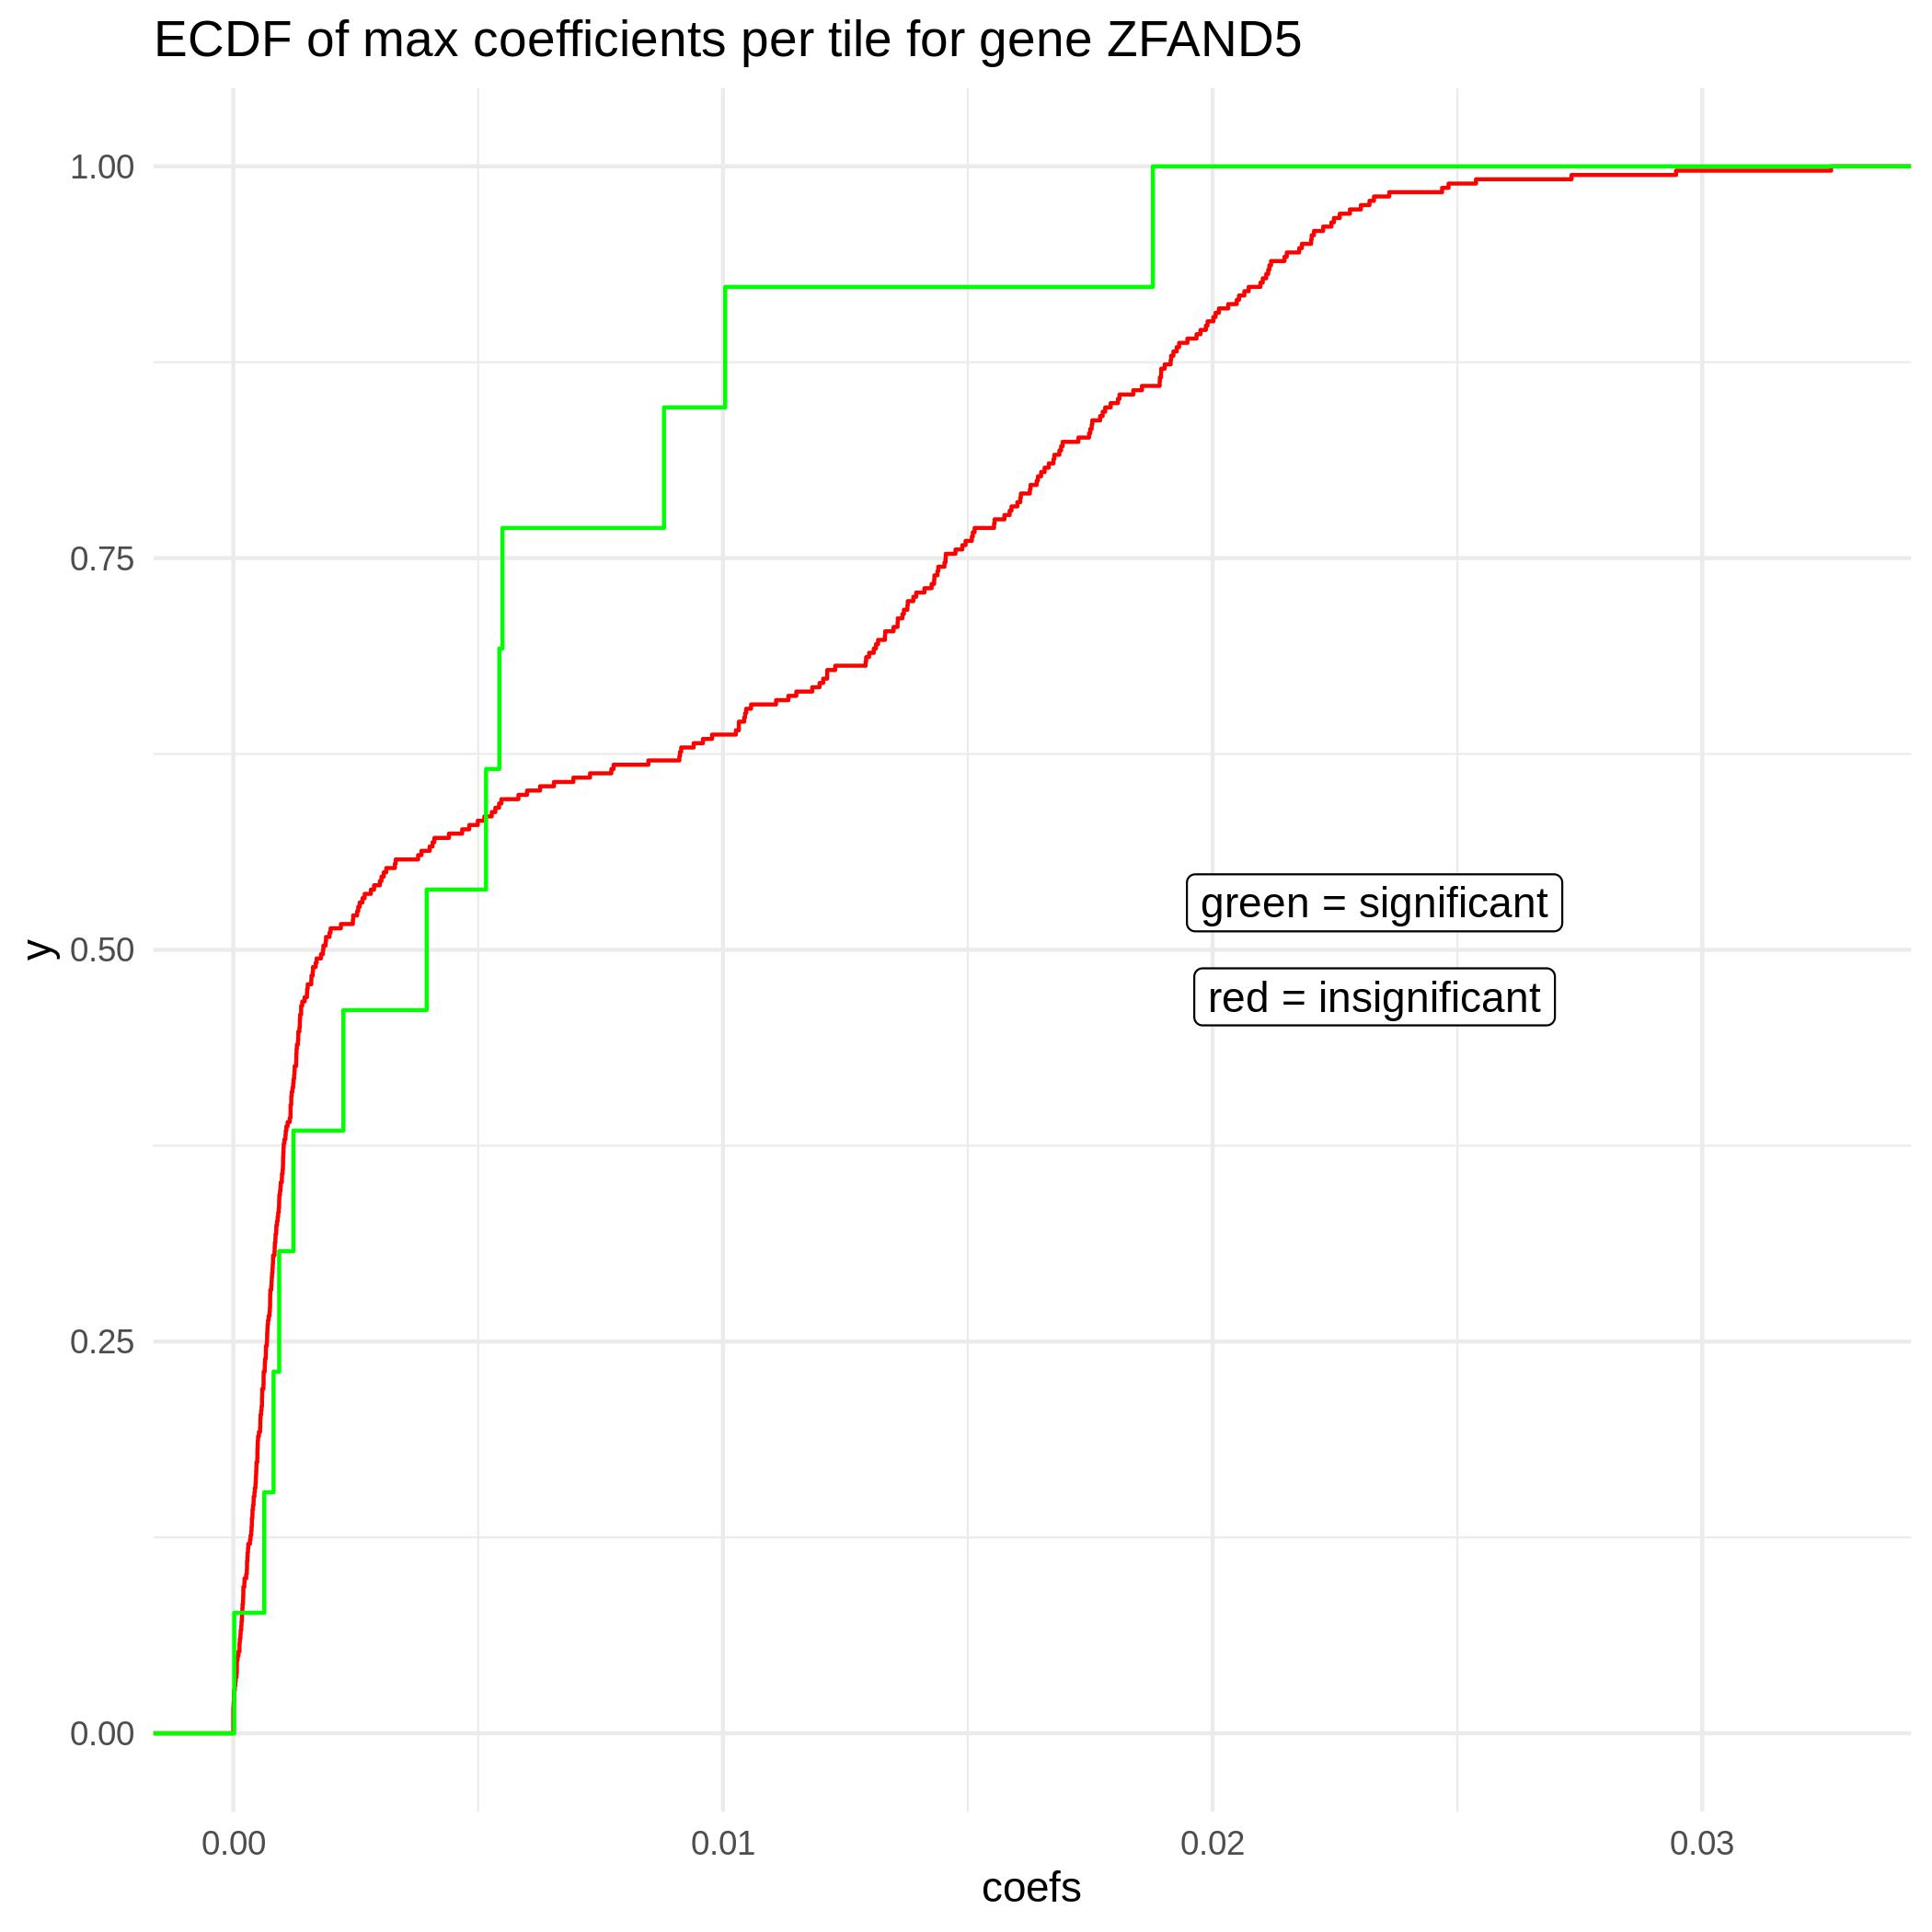 ECDF of max coefficients per tile for gene ZFAND5
1.00
0.75
0.50
0.25
0.00
y
green = significant
red = insignificant
0.00 0.01 0.02 0.03
coefs